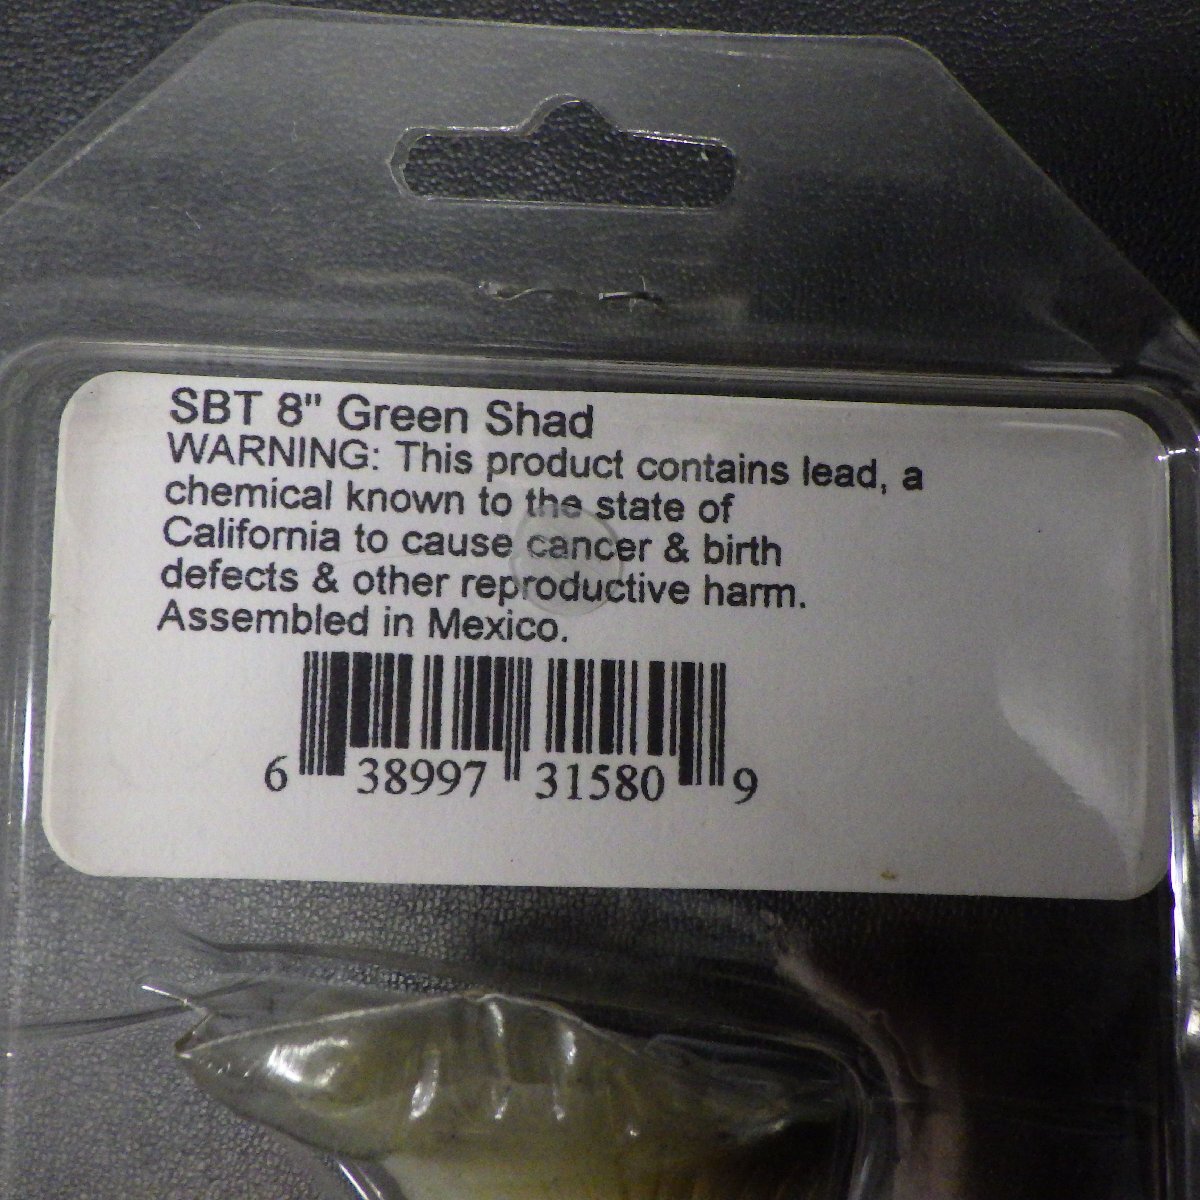 SBT 8" Green Shad
WARNING: This product contains lead, a
chemical known to the state of
California to cause cancer & birth
defects & other reproductive harm.
Assembled in Mexico.
6 38997 31580 9